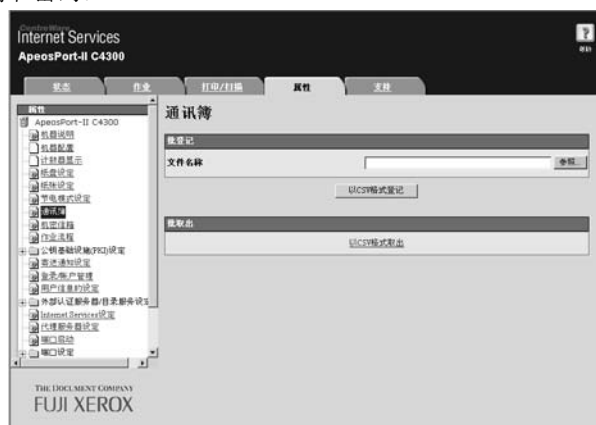 CentreWare
Internet Services
ApeosPort-II C4300
?
帮助
状态
作业
打印/扫描
属性
支持
属性
ApeosPort-II C4300
机器说明
机器配置
计数器显示
纸盘设定
纸张设定
节电模式设定
通讯簿
机密信箱
作业流程
公钥基础设施(PKI)设定
寄送通知设定
登录/帐户管理
用户信息的设定
外部认证服务器/目录服务设定
Internet Services设定
代理服务器设定
端口启动
端口设定
THE DOCUMENT COMPANY
FUJI XEROX
通讯簿
批登记
文件名称
参照...
以CSV格式登记
批取出
以CSV格式取出